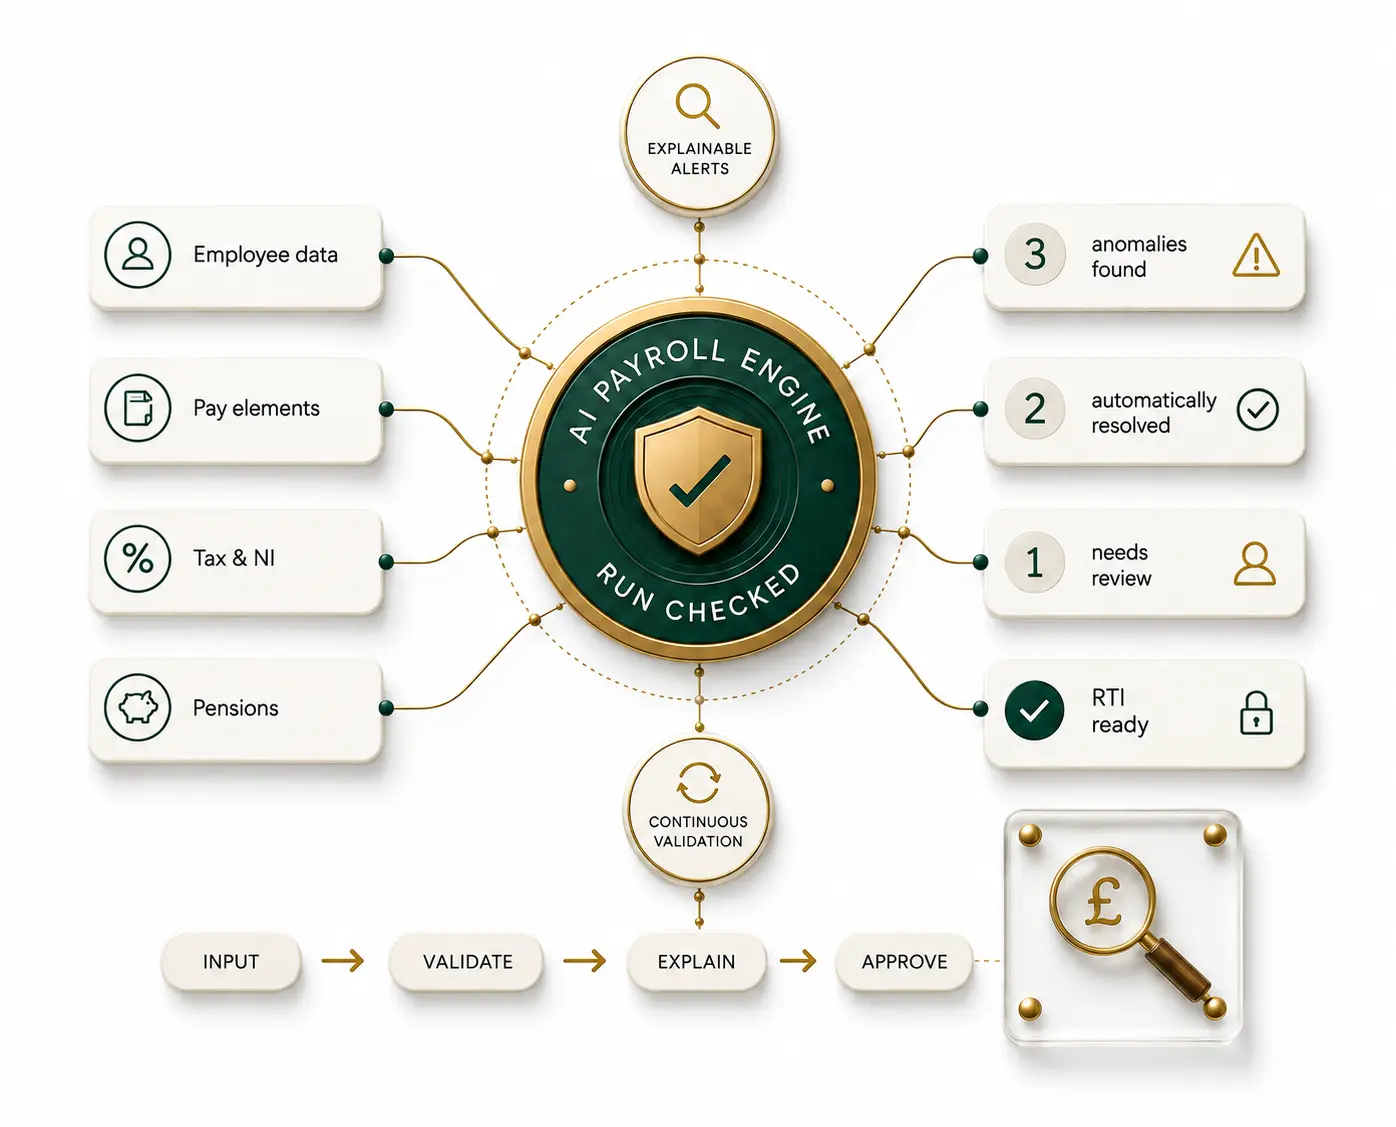 EXPLAINABLE
ALERTS
Employee data
Pay elements
Tax & NI
%
Pensions
AI PAYROLL ENGINE
RUN CHECKED
3
anomalies
found
2
automatically
resolved
1
needs
review
RTI
ready
CONTINUOUS
VALIDATION
INPUT
VALIDATE
EXPLAIN
APPROVE
£